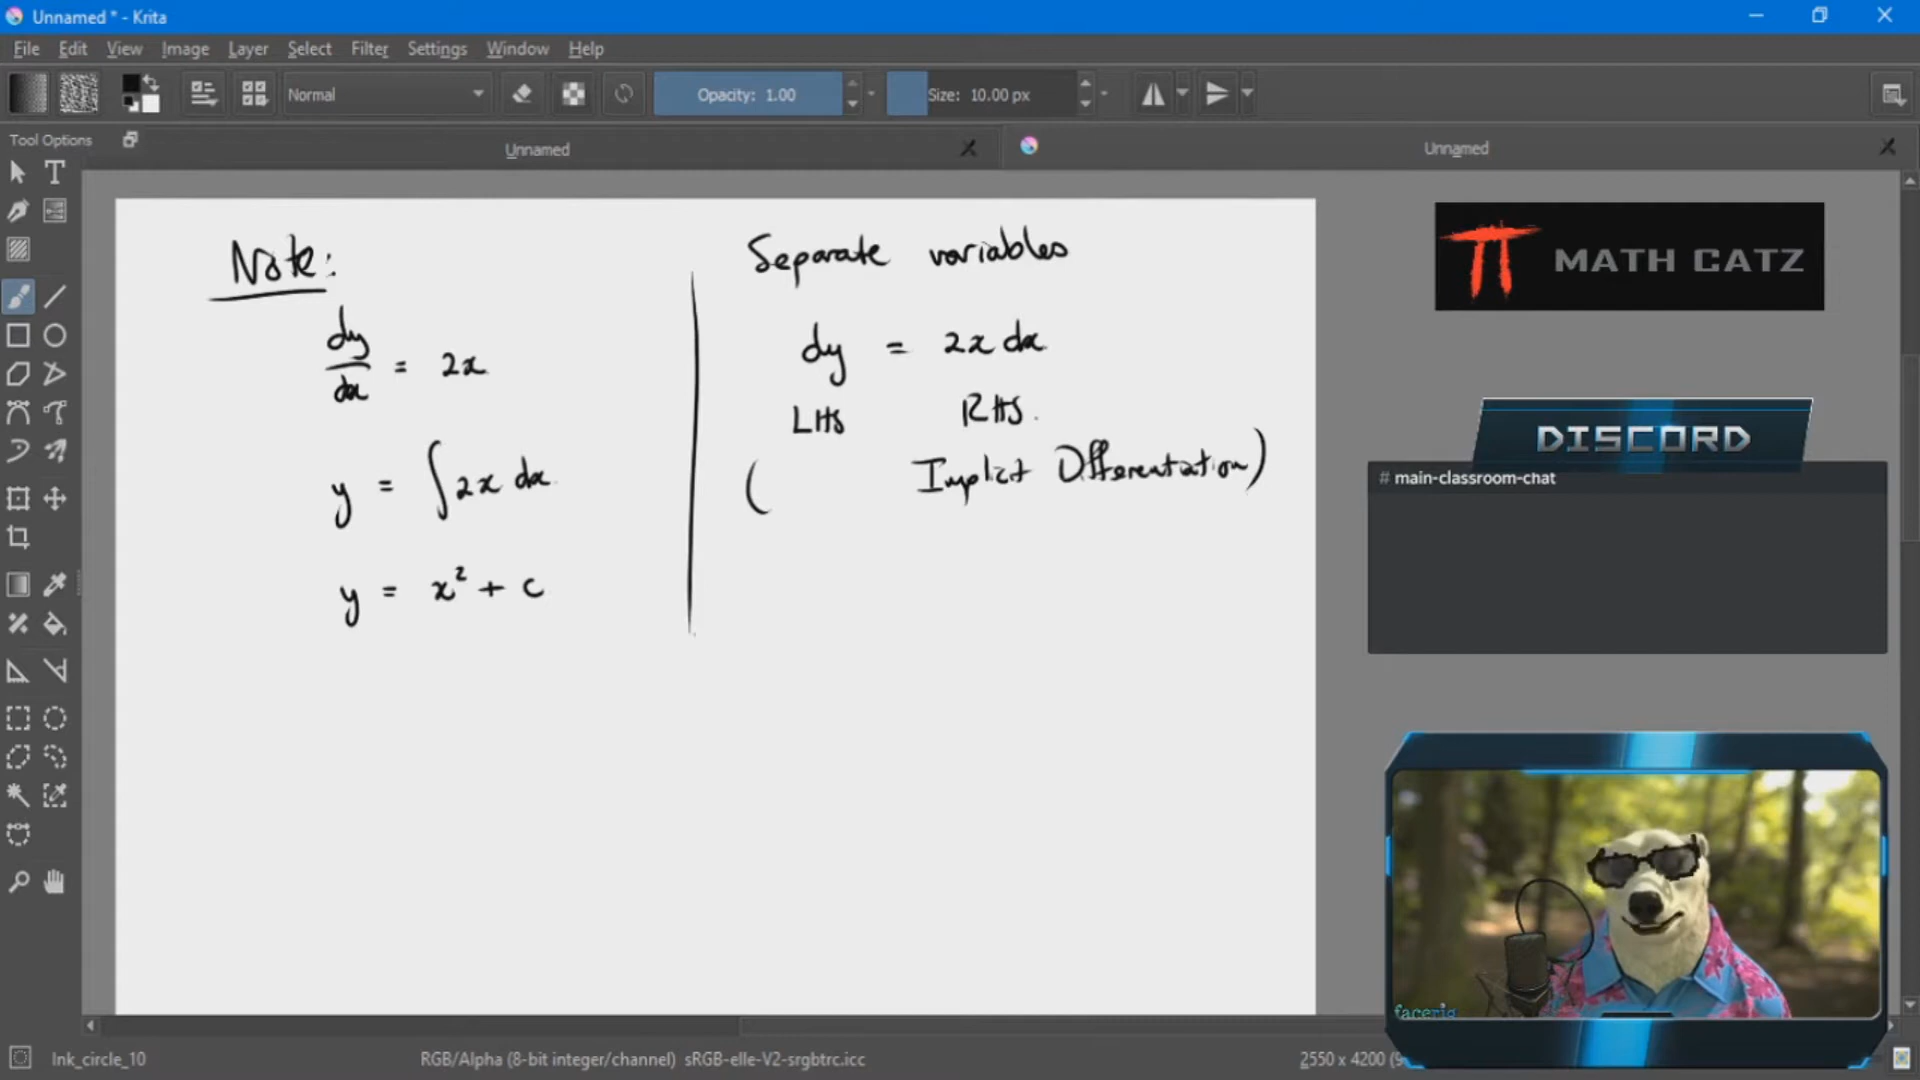 Unnamed * - Krita
File Edit View Image Layer Select Filter Settings Window Help
Normal
Opacity: 1.00
Size: 10.00 px
Tool Options
Unnamed
Unnamed
Note:
dy/dx = 2x
y = ∫2x dx
y = x² + c
Separate variables
dy = 2x dx
LHS RHS.
( Implicit Differentiation)
π MATH CATZ
DISCORD
# main-classroom-chat
facerig
Ink_circle_10
RGB/Alpha (8-bit integer/channel) sRGB-elle-V2-srgbtrc.icc
2550 x 4200 (9